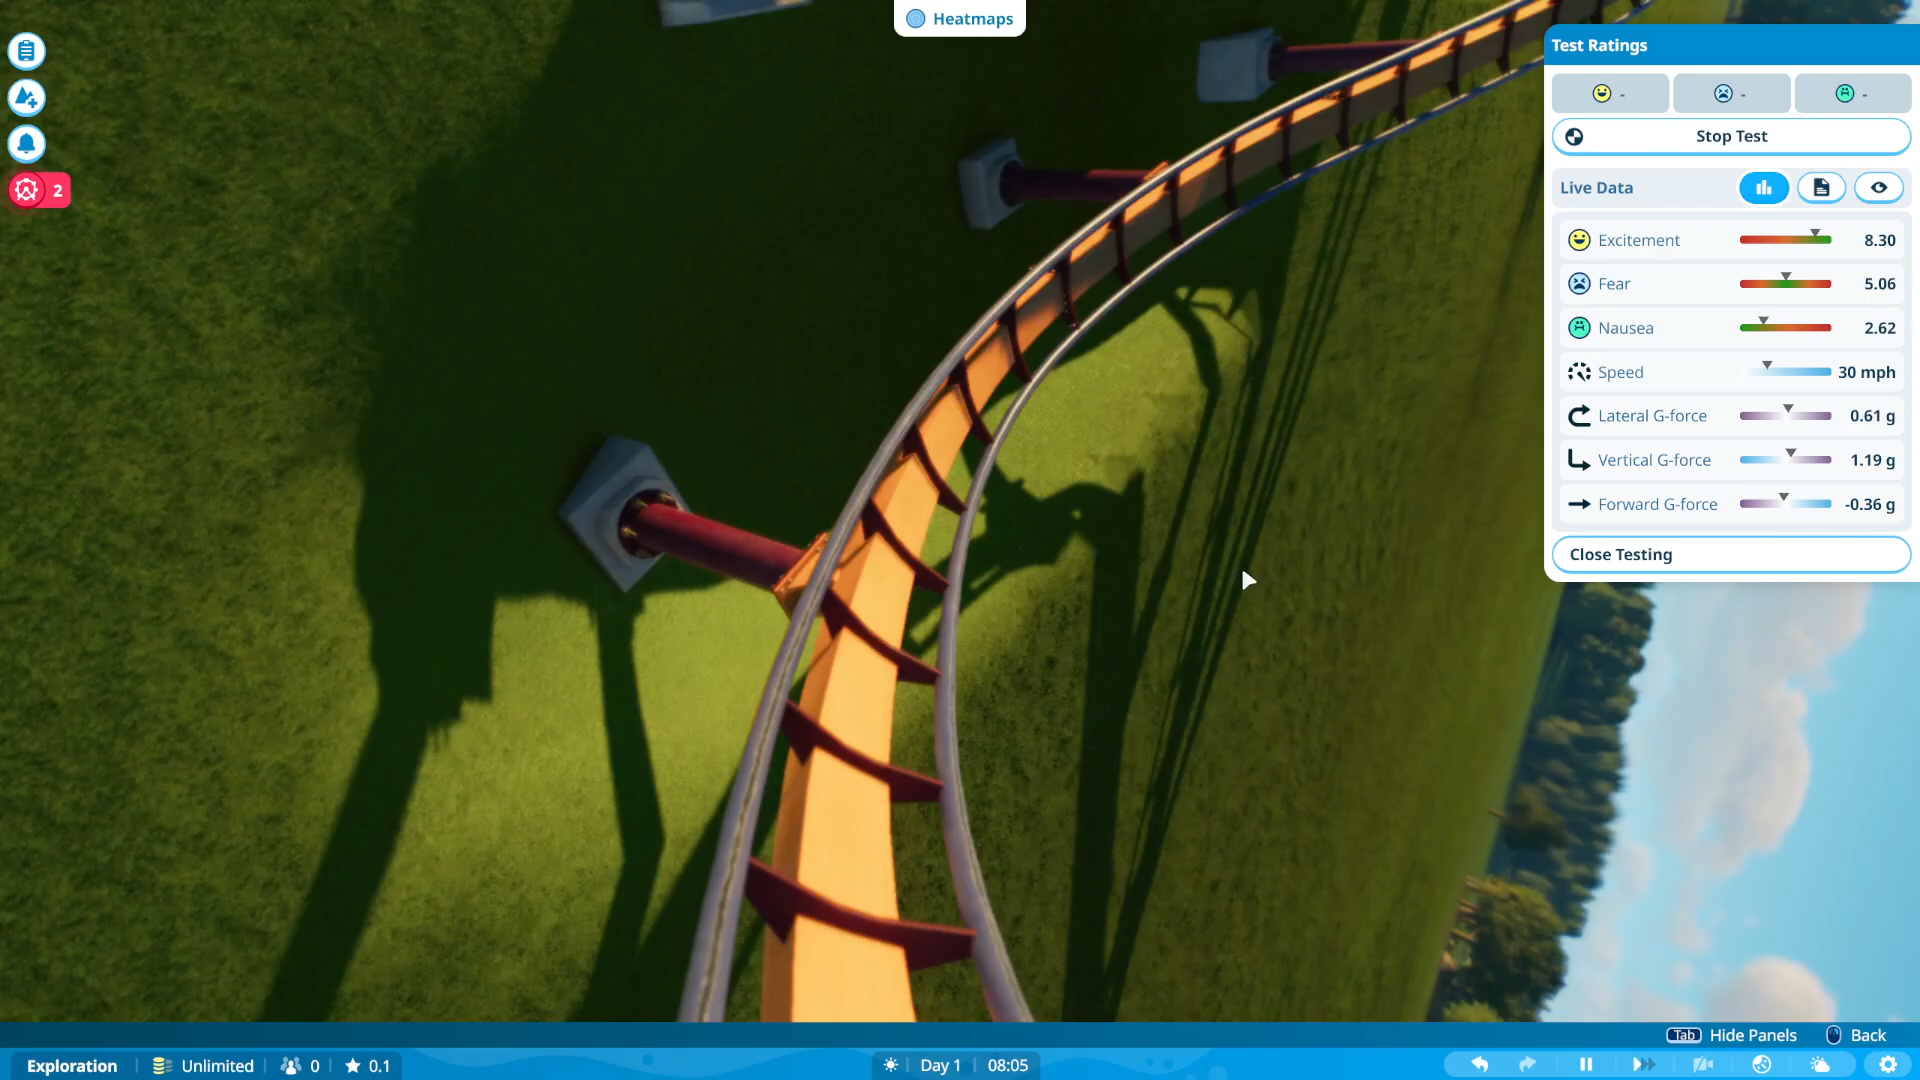 Heatmaps
2
Test Ratings
- - -
Stop Test
Live Data
Excitement 8.30
Fear 5.06
Nausea 2.62
Speed 30 mph
Lateral G-force 0.61 g
Vertical G-force 1.19 g
Forward G-force -0.36 g
Close Testing
Tab Hide Panels Back
Exploration Unlimited 0 0.1 Day 1 08:05